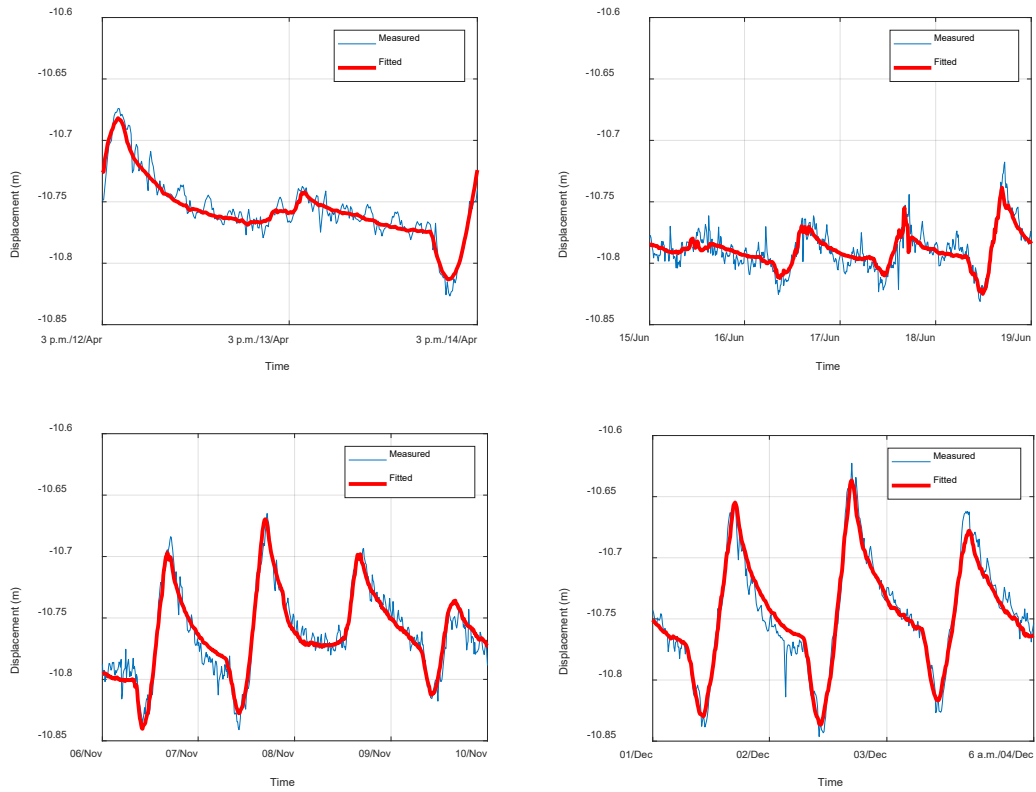 -10.6
-10.65
-10.7
-10.75
-10.8
-10.85
Displacement (m)
Measured
Fitted
3 p.m./12/Apr
3 p.m./13/Apr
3 p.m./14/Apr
Time
-10.6
-10.65
-10.7
-10.75
-10.8
-10.85
Displacement (m)
Measured
Fitted
15/Jun
16/Jun
17/Jun
18/Jun
19/Jun
Time
-10.6
-10.65
-10.7
-10.75
-10.8
-10.85
Displacement (m)
Measured
Fitted
06/Nov
07/Nov
08/Nov
09/Nov
10/Nov
Time
-10.6
-10.65
-10.7
-10.75
-10.8
-10.85
Displacement (m)
Measured
Fitted
01/Dec
02/Dec
03/Dec
6 a.m./04/Dec
Time